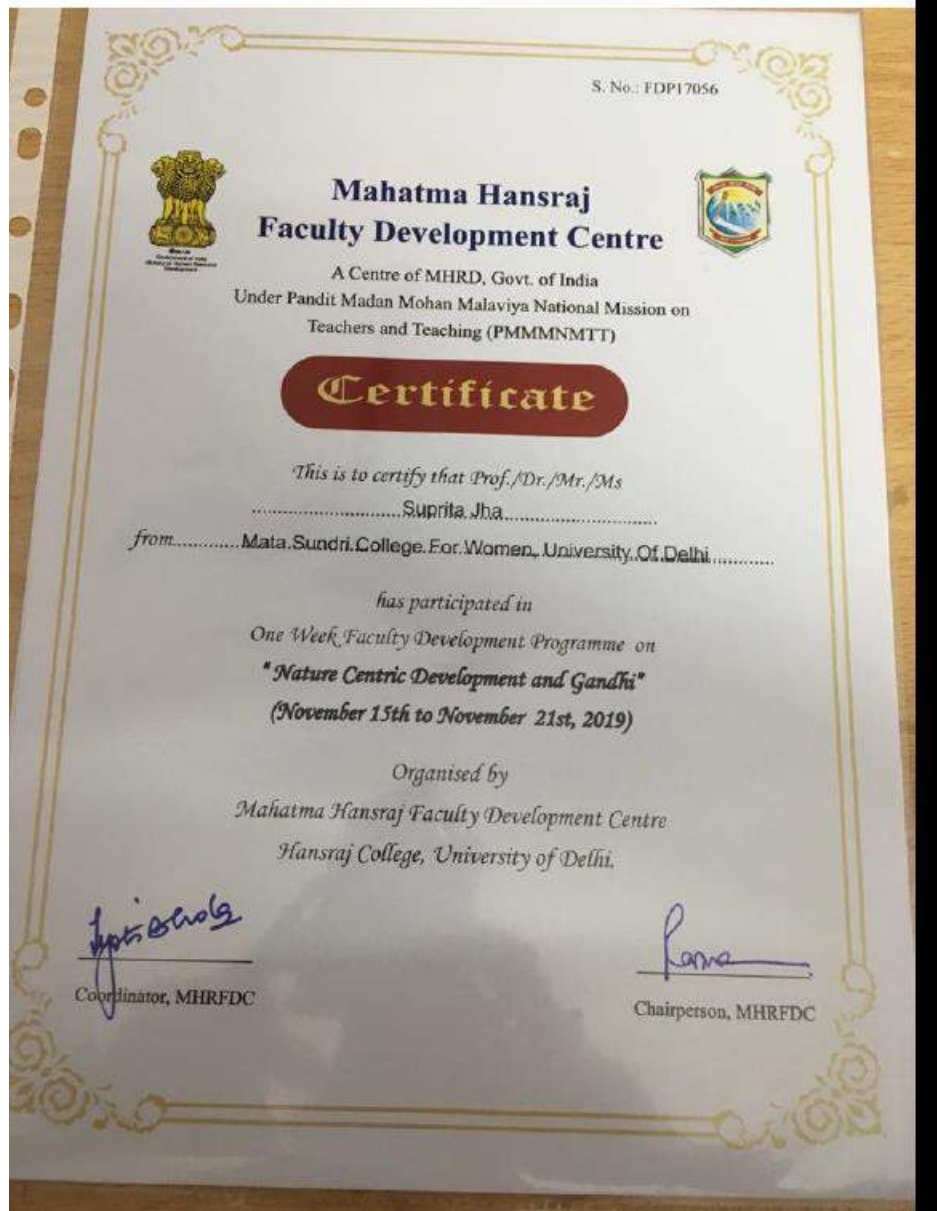 S. No.: FDP17056
Mahatma Hansraj
Faculty Development Centre
A Centre of MHRD, Govt. of India
Under Pandit Madan Mohan Malaviya National Mission on
Teachers and Teaching (PMMMNMTT)
Certificate
This is to certify that Prof./Dr./Mr./Ms
Suprita Jha
from Mata Sundri College For Women, University Of Delhi
has participated in
One Week Faculty Development Programme on
"Nature Centric Development and Gandhi"
(November 15th to November 21st, 2019)
Organised by
Mahatma Hansraj Faculty Development Centre
Hansraj College, University of Delhi.
Coordinator, MHRFDC
Chairperson, MHRFDC